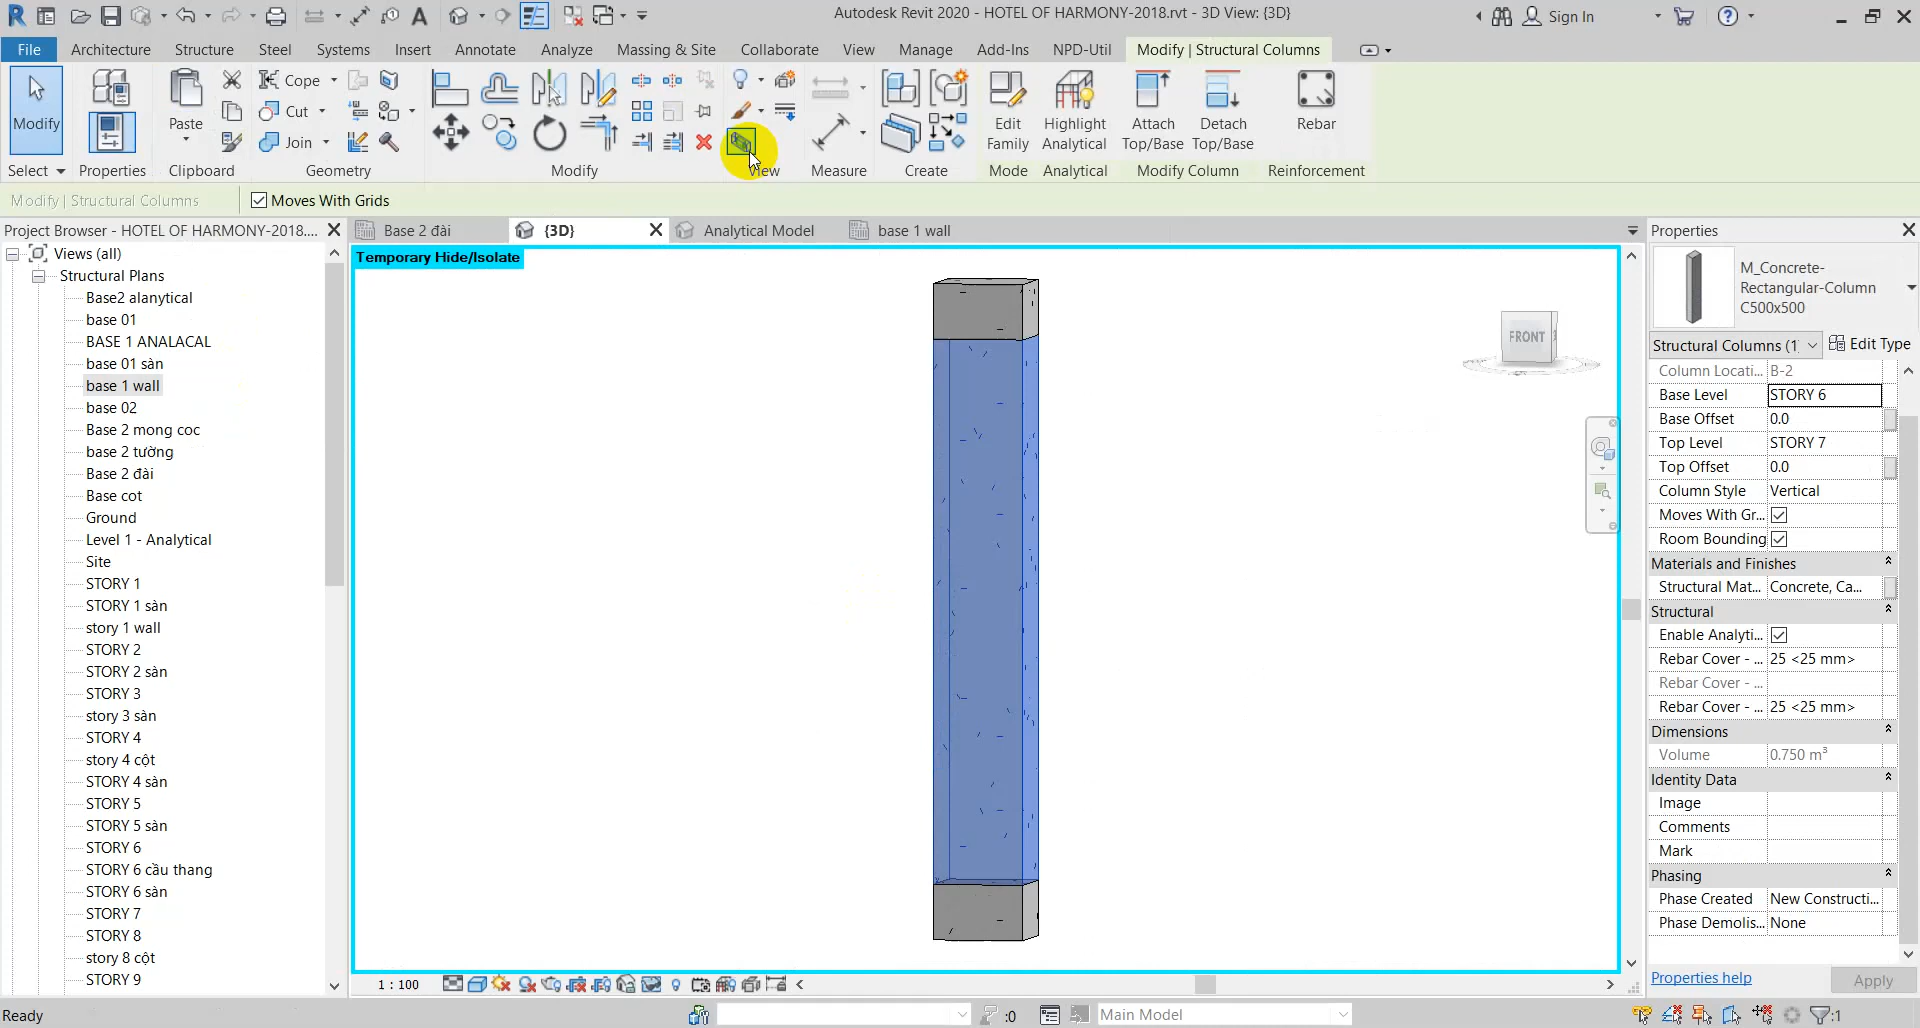 Autodesk Revit 2020 - HOTEL OF HARMONY-2018.rvt - 3D View: {3D}
Sign In
File Architecture Structure Steel Systems Insert Annotate Analyze Massing & Site Collaborate View Manage Add-Ins NPD-Util Modify | Structural Columns
Modify
Paste
Cope
Cut
Join
Edit Family
Highlight Analytical
Attach Top/Base
Detach Top/Base
Rebar
Select Properties Clipboard Geometry Modify View Measure Create Mode Analytical Modify Column Reinforcement
Modify | Structural Columns
Moves With Grids
Project Browser - HOTEL OF HARMONY-2018....
Views (all)
Structural Plans
Base2 alanytical
base 01
BASE 1 ANALACAL
base 01 sàn
base 1 wall
base 02
Base 2 mong coc
base 2 tường
Base 2 đài
Base cot
Ground
Level 1 - Analytical
Site
STORY 1
STORY 1 sàn
story 1 wall
STORY 2
STORY 2 sàn
STORY 3
story 3 sàn
STORY 4
story 4 cột
STORY 4 sàn
STORY 5
STORY 5 sàn
STORY 6
STORY 6 cầu thang
STORY 6 sàn
STORY 7
STORY 8
story 8 cột
STORY 9
Base 2 đài
{3D}
Analytical Model
base 1 wall
Temporary Hide/Isolate
FRONT
1 : 100
Properties
M_Concrete-Rectangular-Column
C500x500
Structural Columns (1
Edit Type
Column Locati... B-2
Base Level STORY 6
Base Offset 0.0
Top Level STORY 7
Top Offset 0.0
Column Style Vertical
Moves With Gr...
Room Bounding
Materials and Finishes
Structural Mat... Concrete, Ca...
Structural
Enable Analyti...
Rebar Cover - ... 25 <25 mm>
Rebar Cover - ...
Rebar Cover - ... 25 <25 mm>
Dimensions
Volume 0.750 m³
Identity Data
Image
Comments
Mark
Phasing
Phase Created New Constructi...
Phase Demolis... None
Properties help
Apply
Ready
:0
Main Model
:1